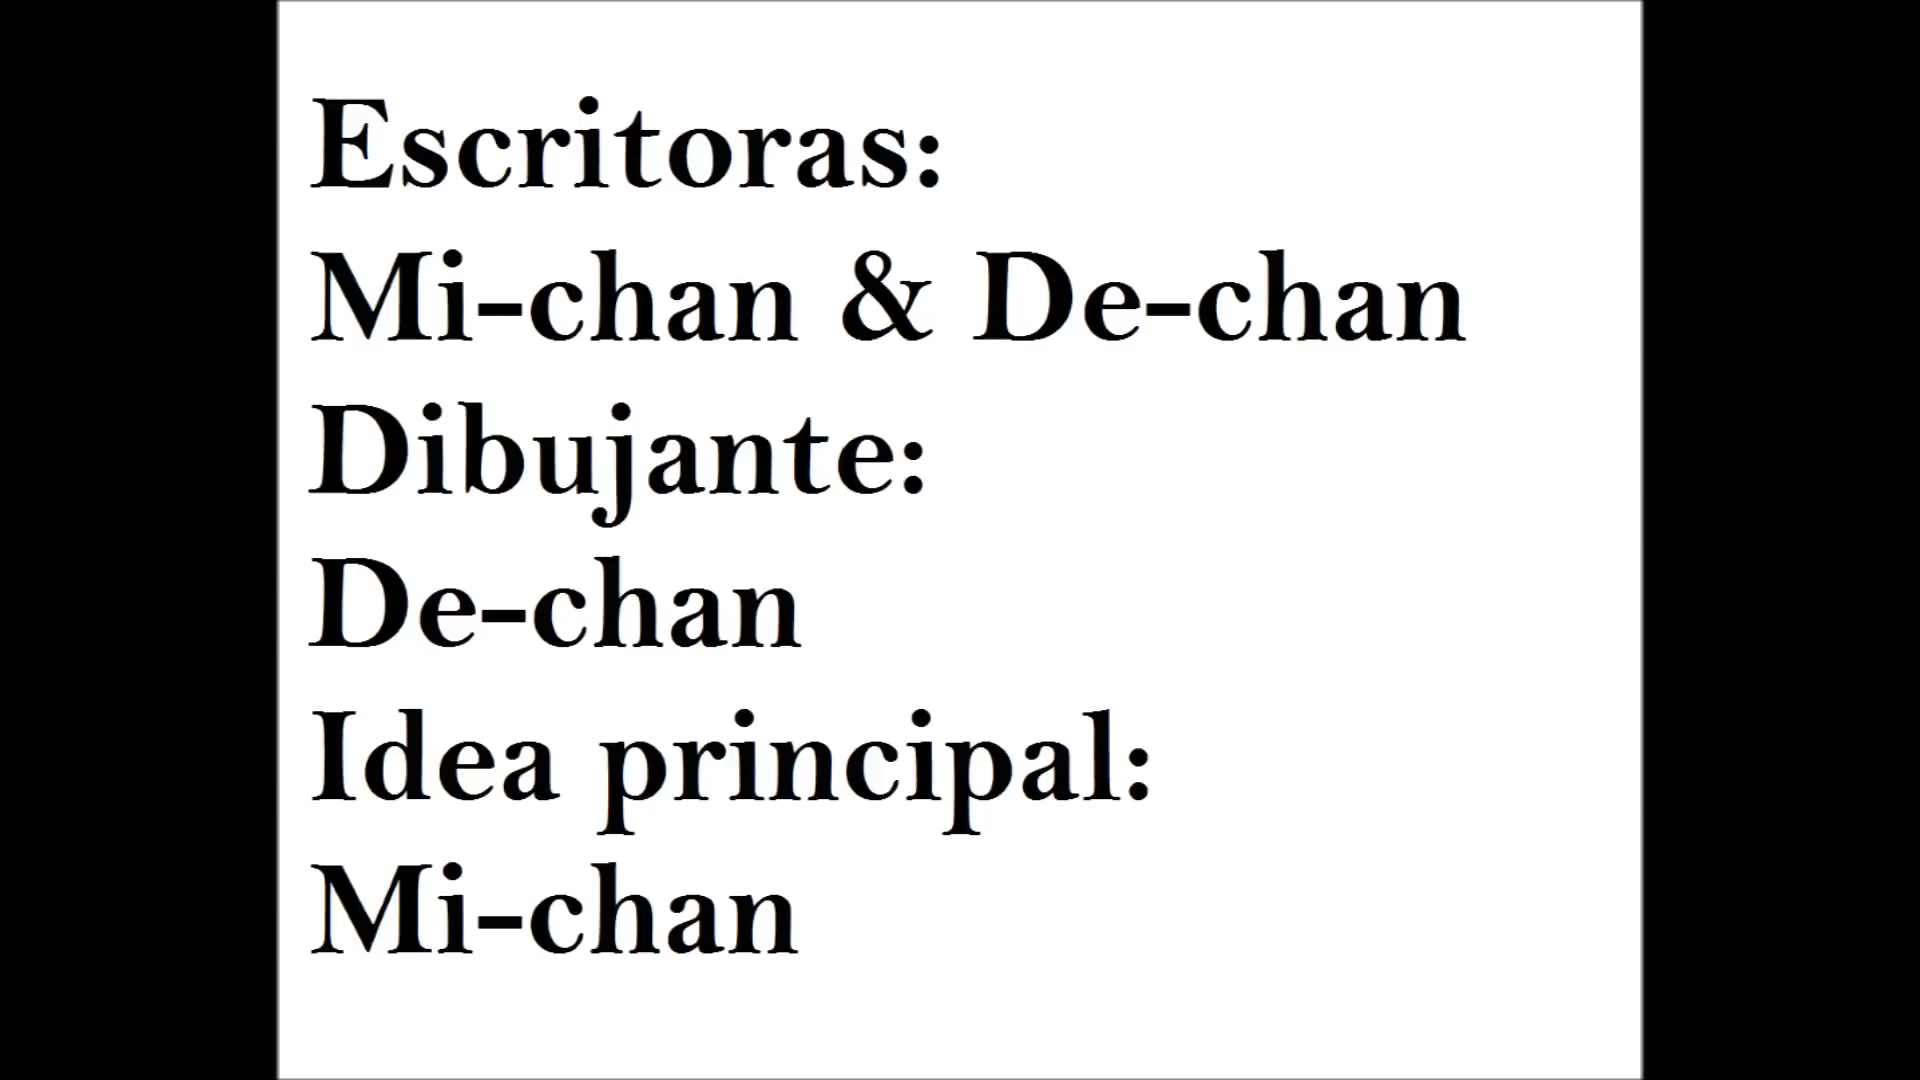 Escritoras:
Mi-chan & De-chan
Dibujante:
De-chan
Idea principal:
Mi-chan